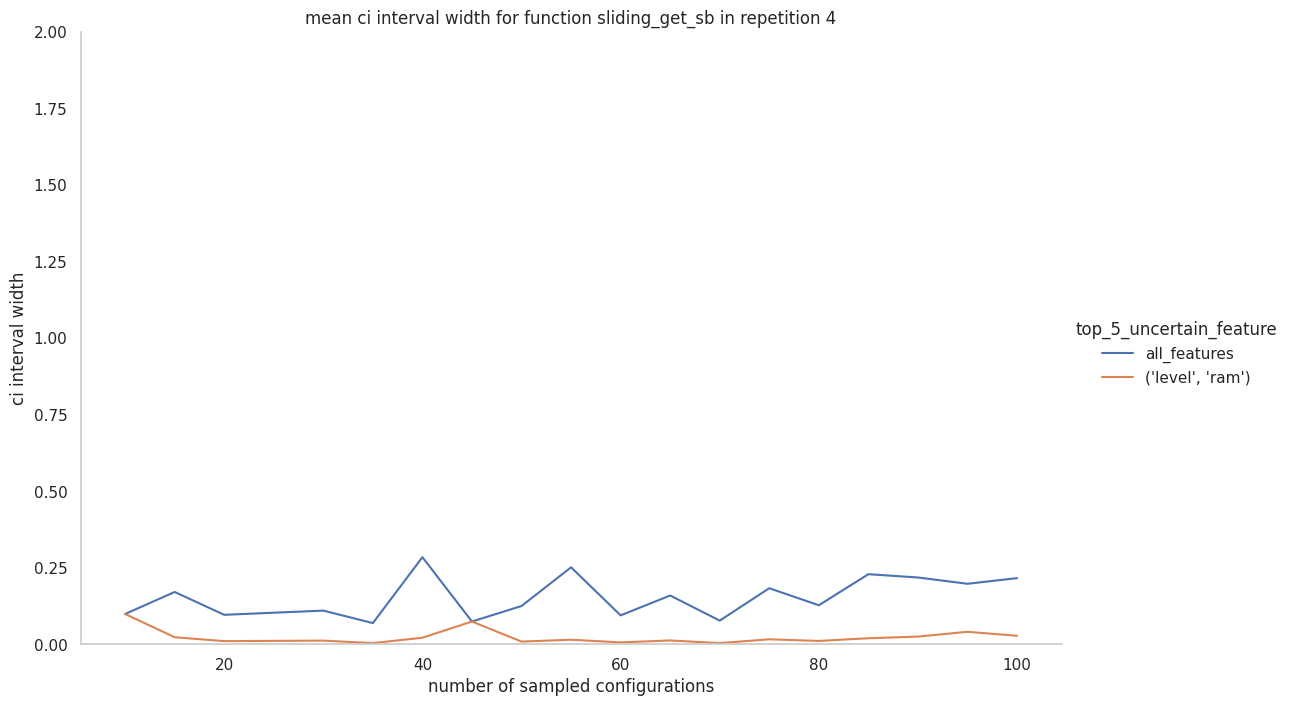 mean ci interval width for function sliding_get_sb in repetition 4
2.00
1.75
1.50
1.25
1.00
0.75
0.50
0.25
0.00
ci interval width
20 40 60 80 100
number of sampled configurations
top_5_uncertain_feature
all_features
('level', 'ram')